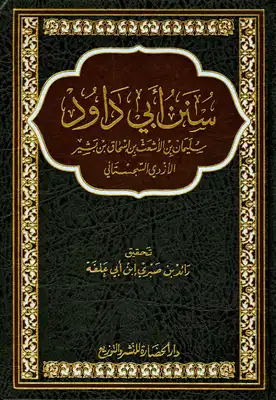 سنن أبي داود
سليمان بن الأشعث بن إسحاق بن بشير
الأزدي السجستاني
تحقيق
رائد بن صبري ابن أبي علفة
دار الحضارة للنشر والتوزيع